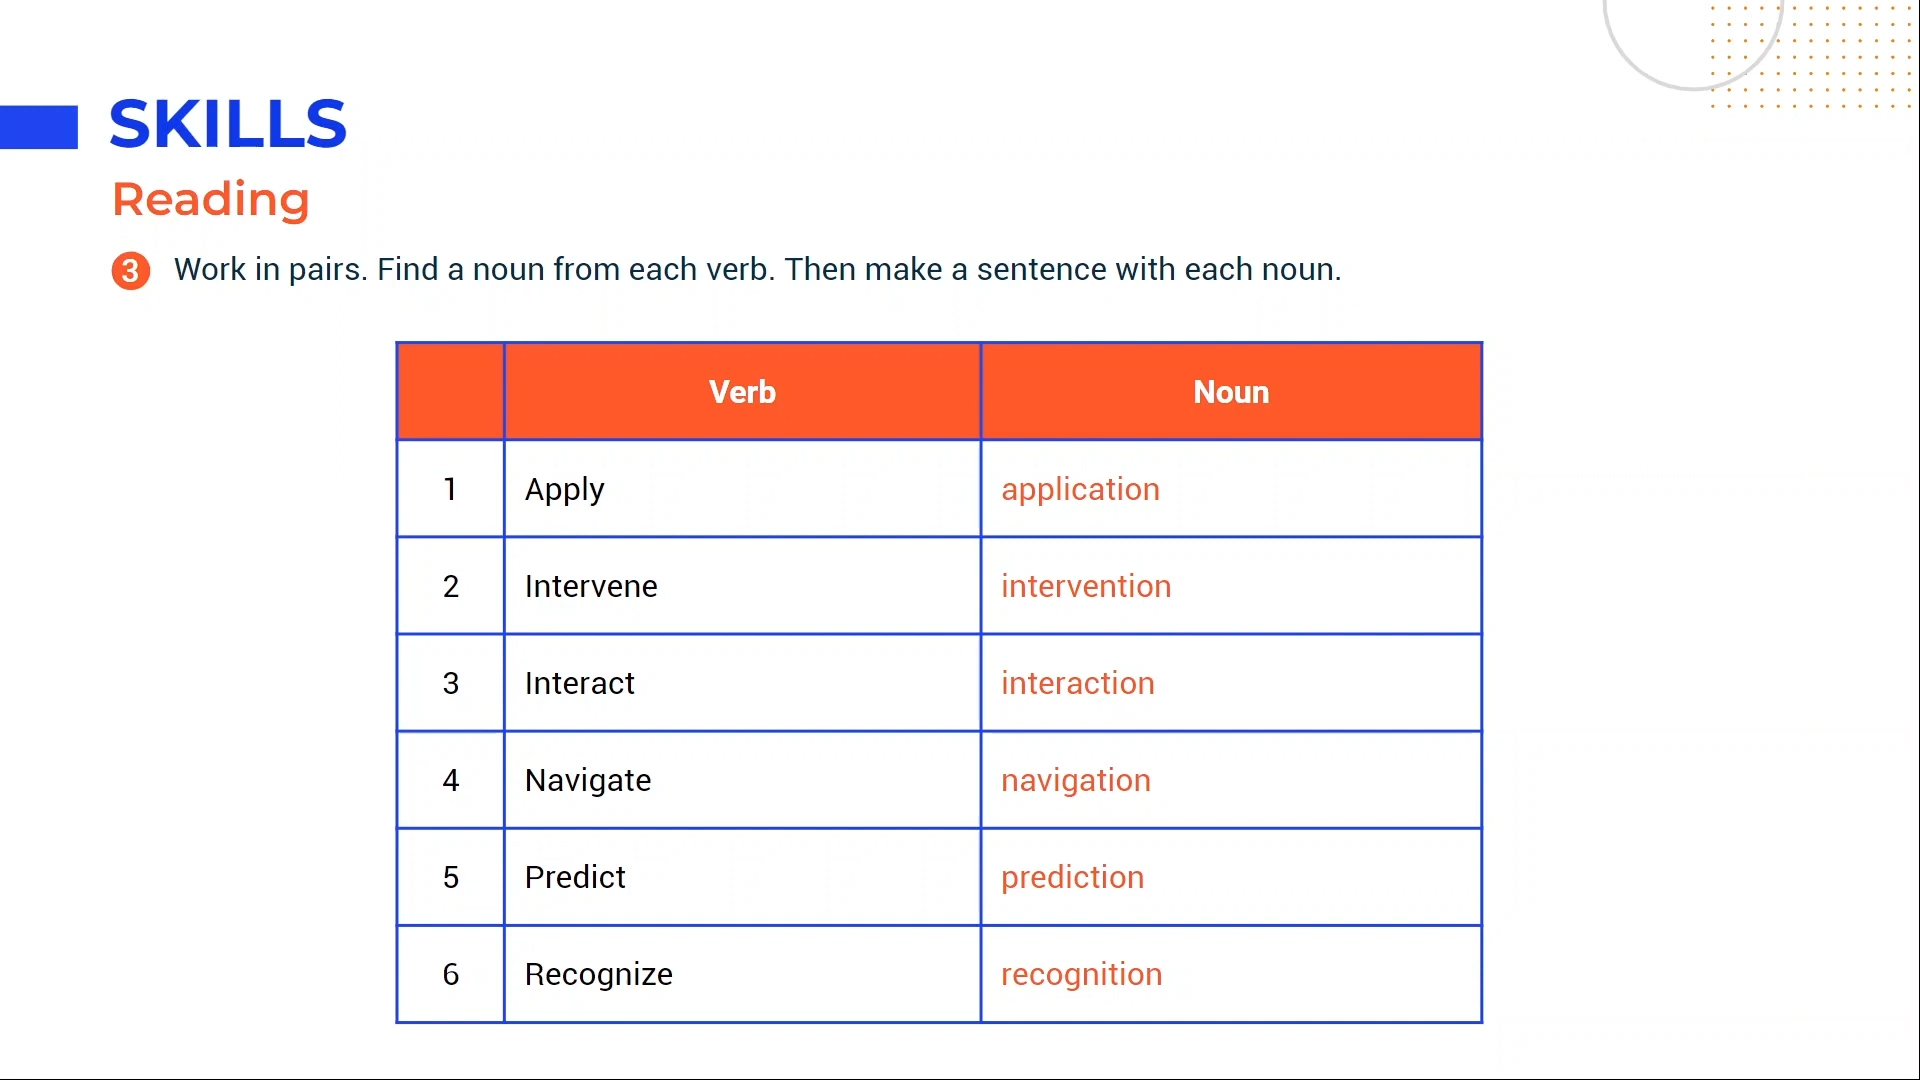 SKILLS
Reading
3 Work in pairs. Find a noun from each verb. Then make a sentence with each noun.
Verb Noun
1 Apply application
2 Intervene intervention
3 Interact interaction
4 Navigate navigation
5 Predict prediction
6 Recognize recognition